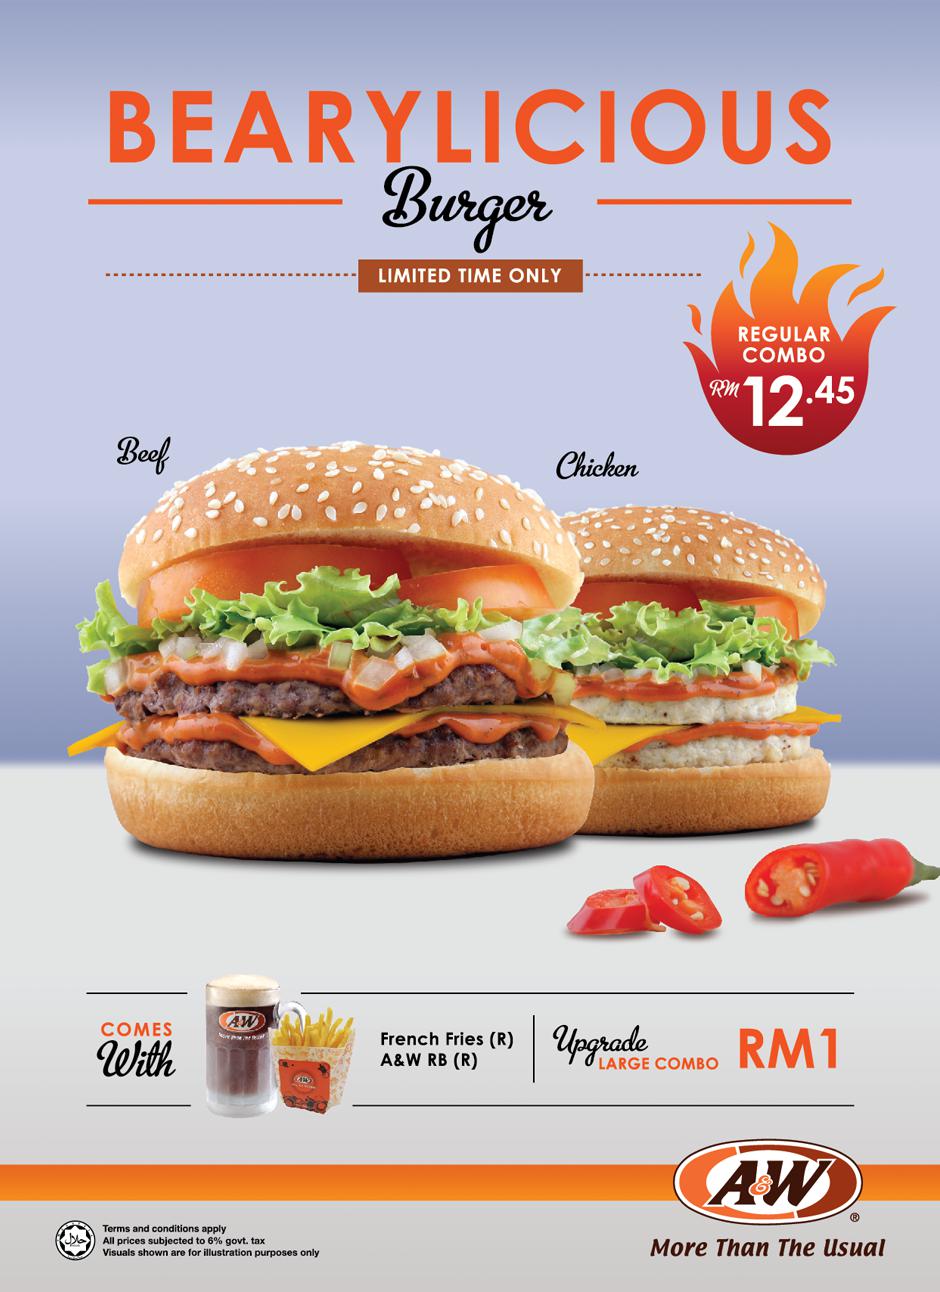 BEARYLICIOUS
Burger
LIMITED TIME ONLY
REGULAR
COMBO
RM12.45
Beef
Chicken
COMES
With
A&W
French Fries (R)
A&W RB (R)
Upgrade
LARGE COMBO
RM1
A&W
®
More Than The Usual
حلال
Terms and conditions apply
All prices subjected to 6% govt. tax
Visuals shown are for illustration purposes only